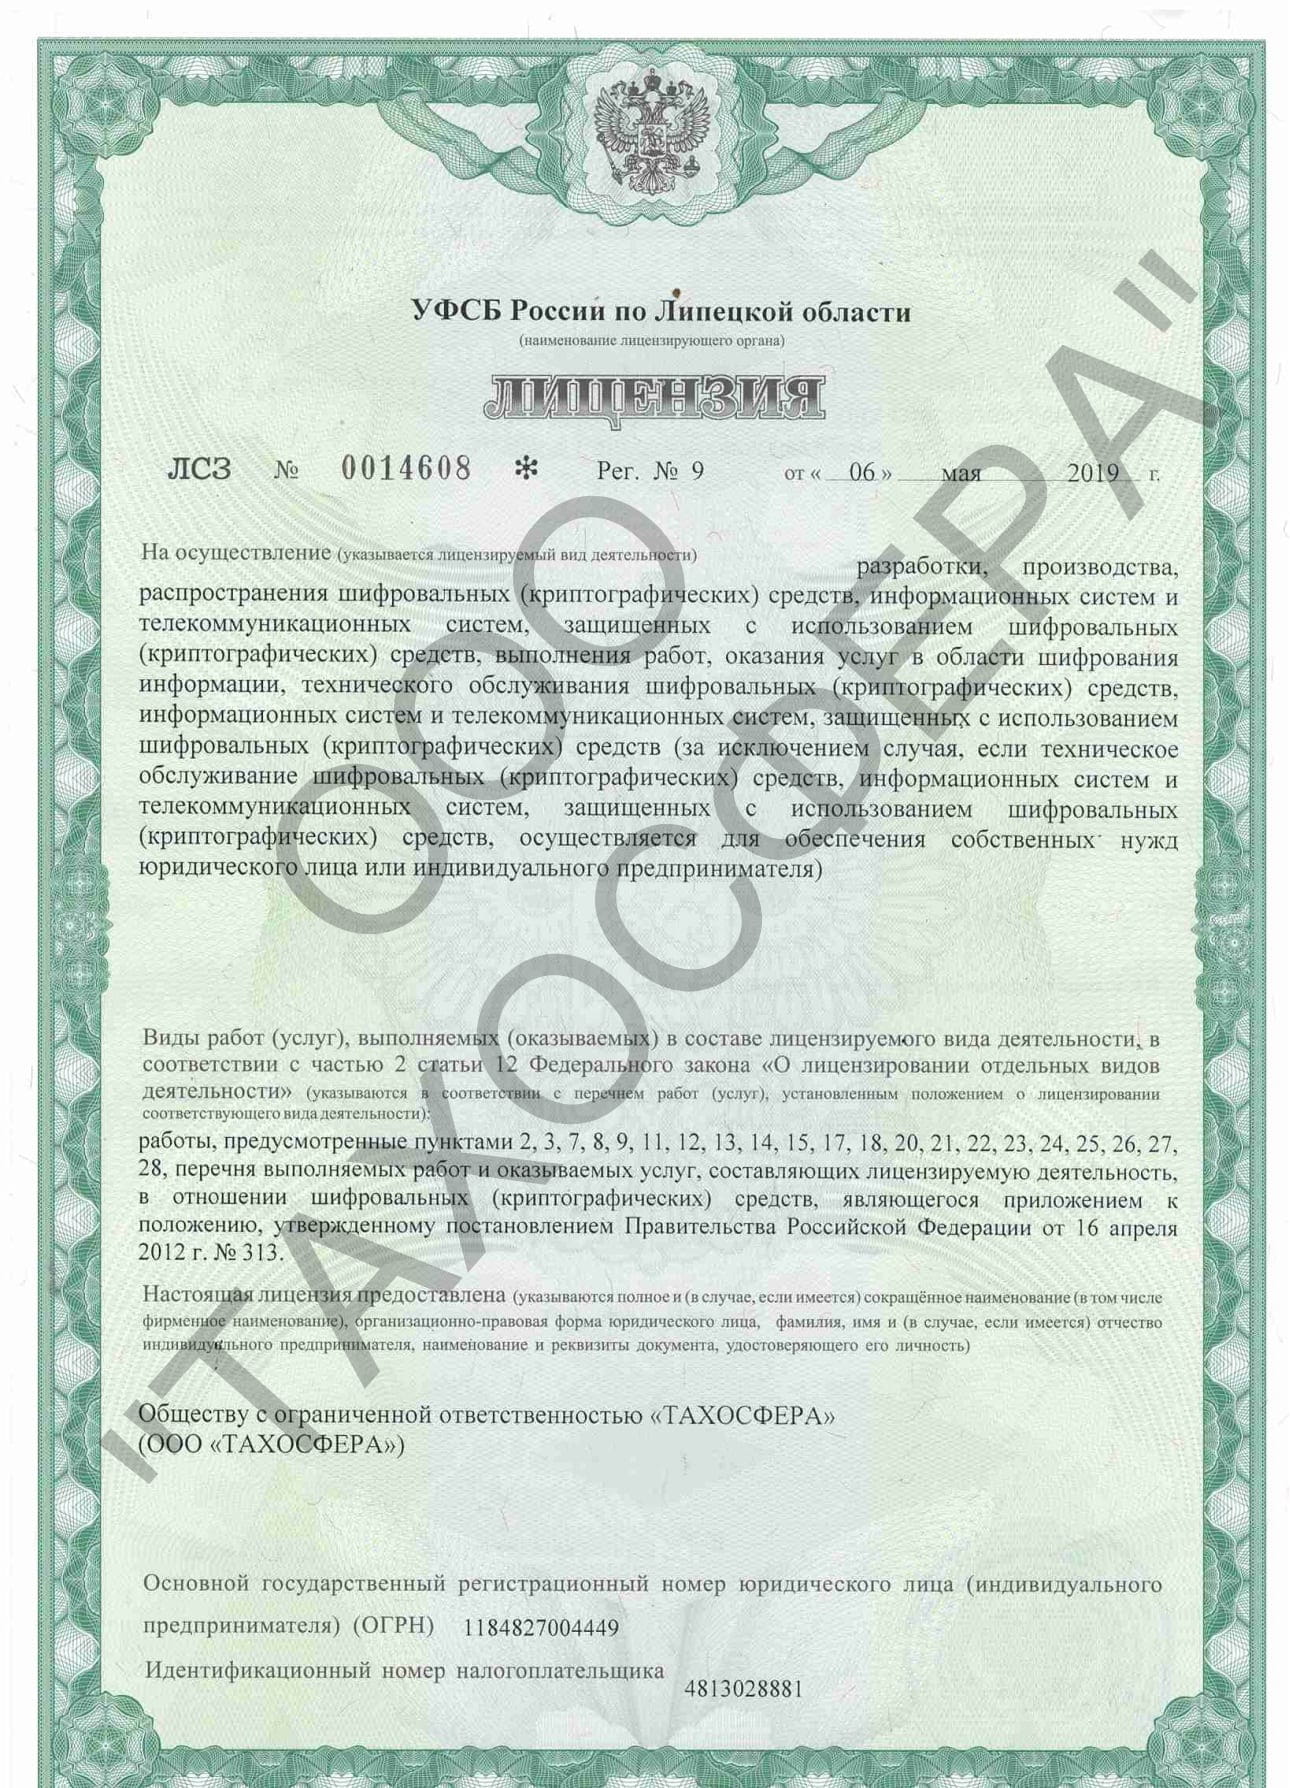 УФСБ России по Липецкой области
(наименование лицензирующего органа)
ЛИЦЕНЗИЯ
ЛСЗ № 0014608 * Рег. № 9 от « 06 » мая 2019 г.
На осуществление (указывается лицензируемый вид деятельности)
разработки, производства,
распространения шифровальных (криптографических) средств, информационных систем и
телекоммуникационных систем, защищенных с использованием шифровальных
(криптографических) средств, выполнения работ, оказания услуг в области шифрования
информации, технического обслуживания шифровальных (криптографических) средств,
информационных систем и телекоммуникационных систем, защищенных с использованием
шифровальных (криптографических) средств (за исключением случая, если техническое
обслуживание шифровальных (криптографических) средств, информационных систем и
телекоммуникационных систем, защищенных с использованием шифровальных
(криптографических) средств, осуществляется для обеспечения собственных нужд
юридического лица или индивидуального предпринимателя)
Виды работ (услуг), выполняемых (оказываемых) в составе лицензируемого вида деятельности, в
соответствии с частью 2 статьи 12 Федерального закона «О лицензировании отдельных видов
деятельности» (указываются в соответствии с перечнем работ (услуг), установленным положением о лицензировании
соответствующего вида деятельности):
работы, предусмотренные пунктами 2, 3, 7, 8, 9, 11, 12, 13, 14, 15, 17, 18, 20, 21, 22, 23, 24, 25, 26, 27,
28, перечня выполняемых работ и оказываемых услуг, составляющих лицензируемую деятельность,
в отношении шифровальных (криптографических) средств, являющегося приложением к
положению, утвержденному постановлением Правительства Российской Федерации от 16 апреля
2012 г. № 313.
Настоящая лицензия предоставлена (указываются полное и (в случае, если имеется) сокращённое наименование (в том числе
фирменное наименование), организационно-правовая форма юридического лица, фамилия, имя и (в случае, если имеется) отчество
индивидуального предпринимателя, наименование и реквизиты документа, удостоверяющего его личность)
Обществу с ограниченной ответственностью «ТАХОСФЕРА»
(ООО «ТАХОСФЕРА»)
Основной государственный регистрационный номер юридического лица (индивидуального
предпринимателя) (ОГРН) 1184827004449
Идентификационный номер налогоплательщика 4813028881
ООО
"ТАХОСФЕРА"